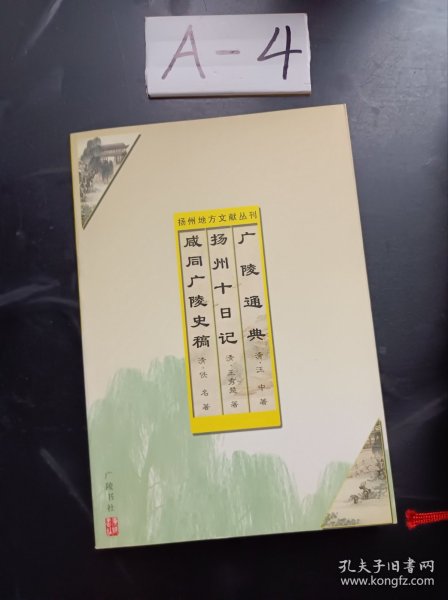 A-4
扬州地方文献丛刊
广陵通典 清·汪中著
扬州十日记 清·王秀楚著
咸同广陵史稿 清·佚名著
广陵书社
孔夫子旧书网
www.kongfz.com